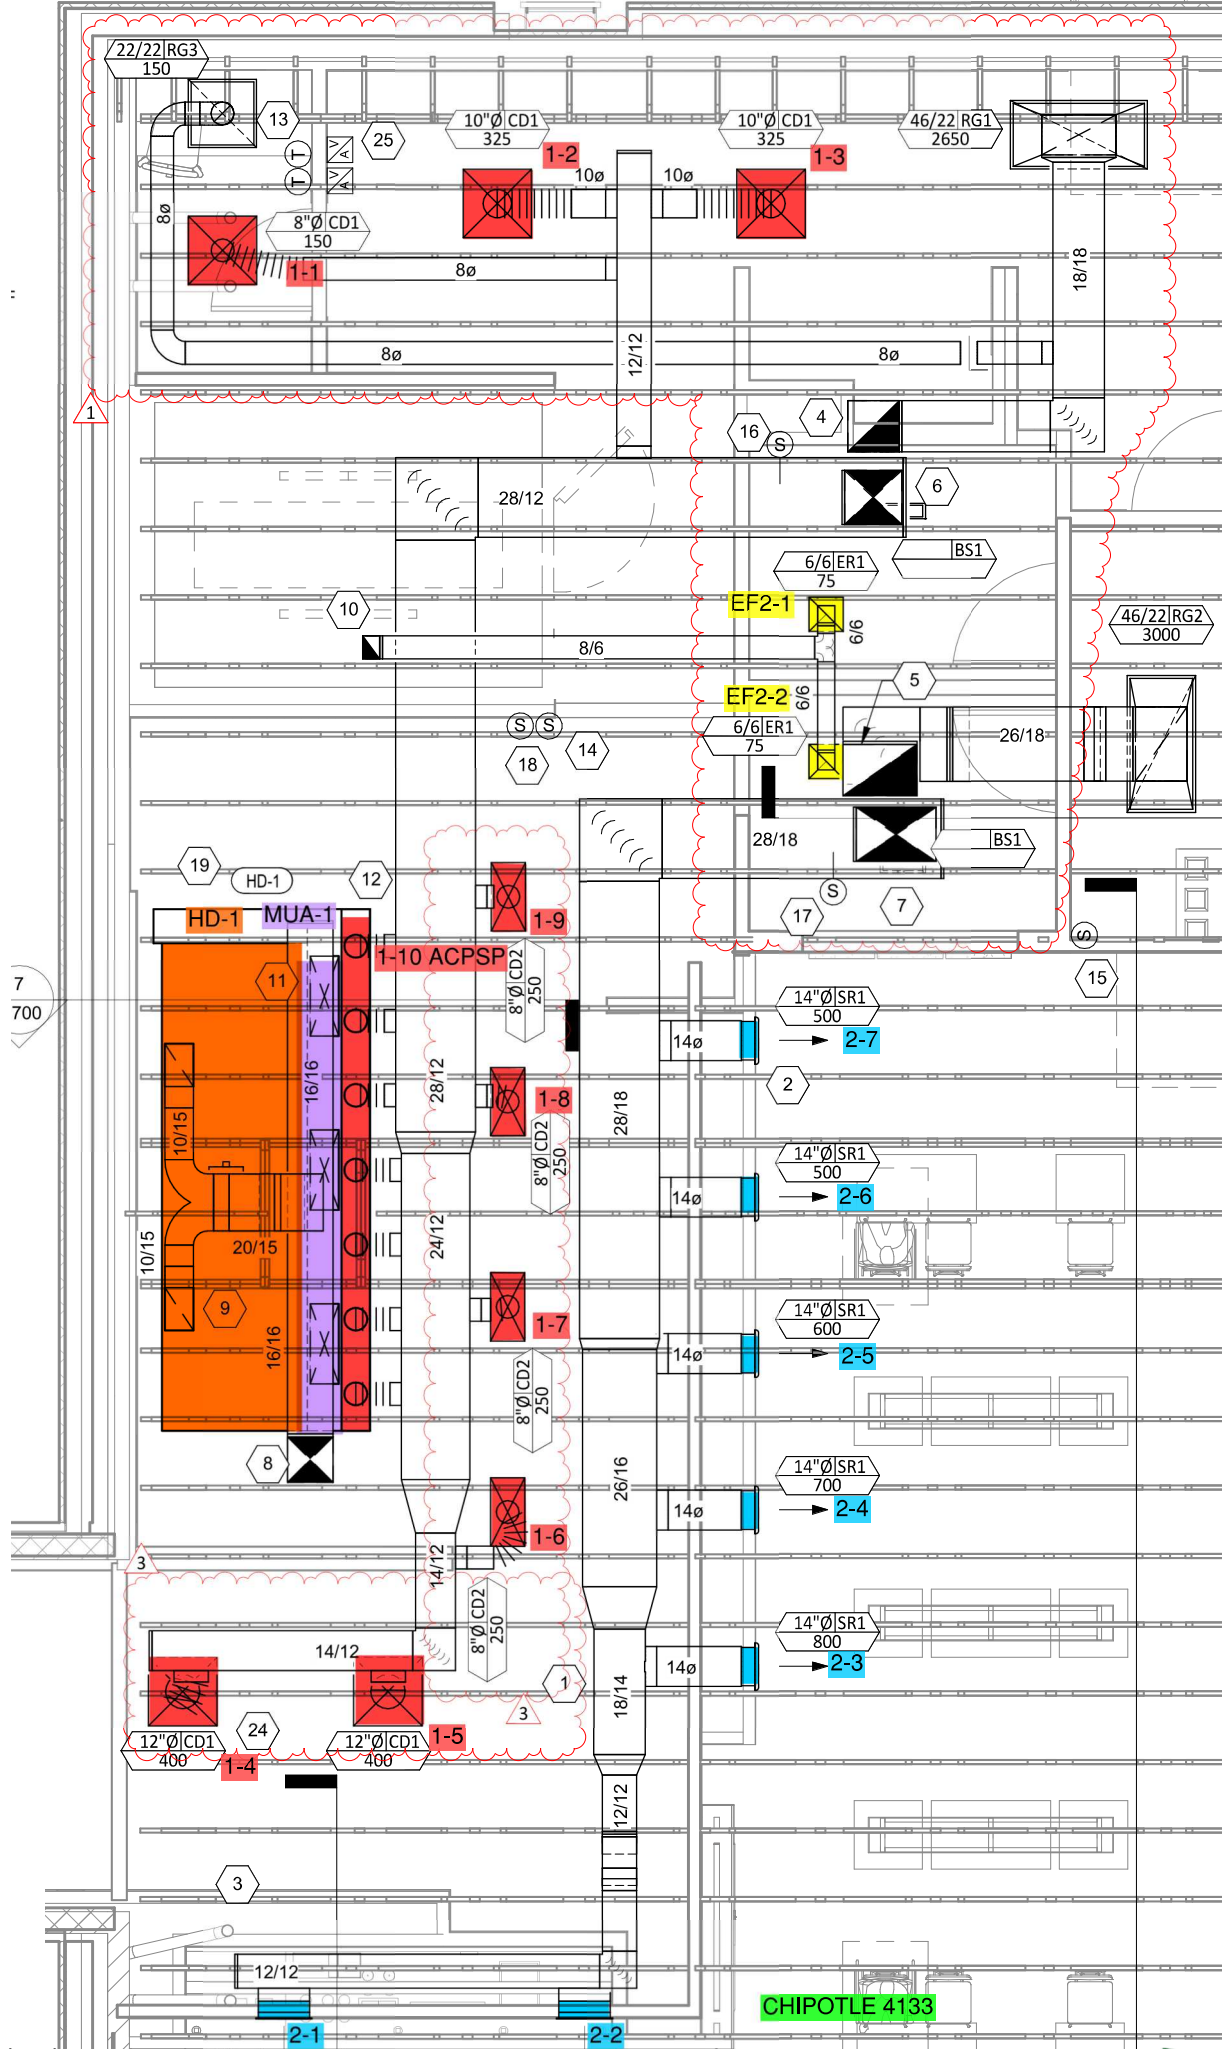 22/22 RG3
150
13
25
10"Ø CD1
325
10"Ø CD1
325
46/22 RG1
2650
1-2
1-3
T
T
V
A
V
A
10ø
10ø
8ø
8"Ø CD1
150
1-1
8ø
18/18
"
8ø
8ø
12/12
1
16
4
S
6
28/12
BS1
6/6 ER1
75
EF2-1
6/6
10
46/22 RG2
3000
8/6
5
EF2-2
6/6
6/6 ER1
75
S S
18
14
26/18
28/18
BS1
19
HD-1
12
S
17
7
HD-1
MUA-1
1-9
1-10 ACPSP
8"Ø CD2
250
11
S
15
7
700
14"Ø SR1
500
14ø
2-7
2
16/16
28/12
1-8
28/18
10/15
8"Ø CD2
250
14"Ø SR1
500
14ø
2-6
10/15
20/15
24/12
9
1-7
14"Ø SR1
600
14ø
2-5
16/16
8"Ø CD2
250
8
26/16
14"Ø SR1
700
14ø
2-4
1-6
3
14/12
8"Ø CD2
250
14"Ø SR1
800
14ø
2-3
14/12
18/14
1
3
24
12"Ø CD1
400
1-4
12"Ø CD1
400
1-5
12/12
3
12/12
CHIPOTLE 4133
2-1
2-2